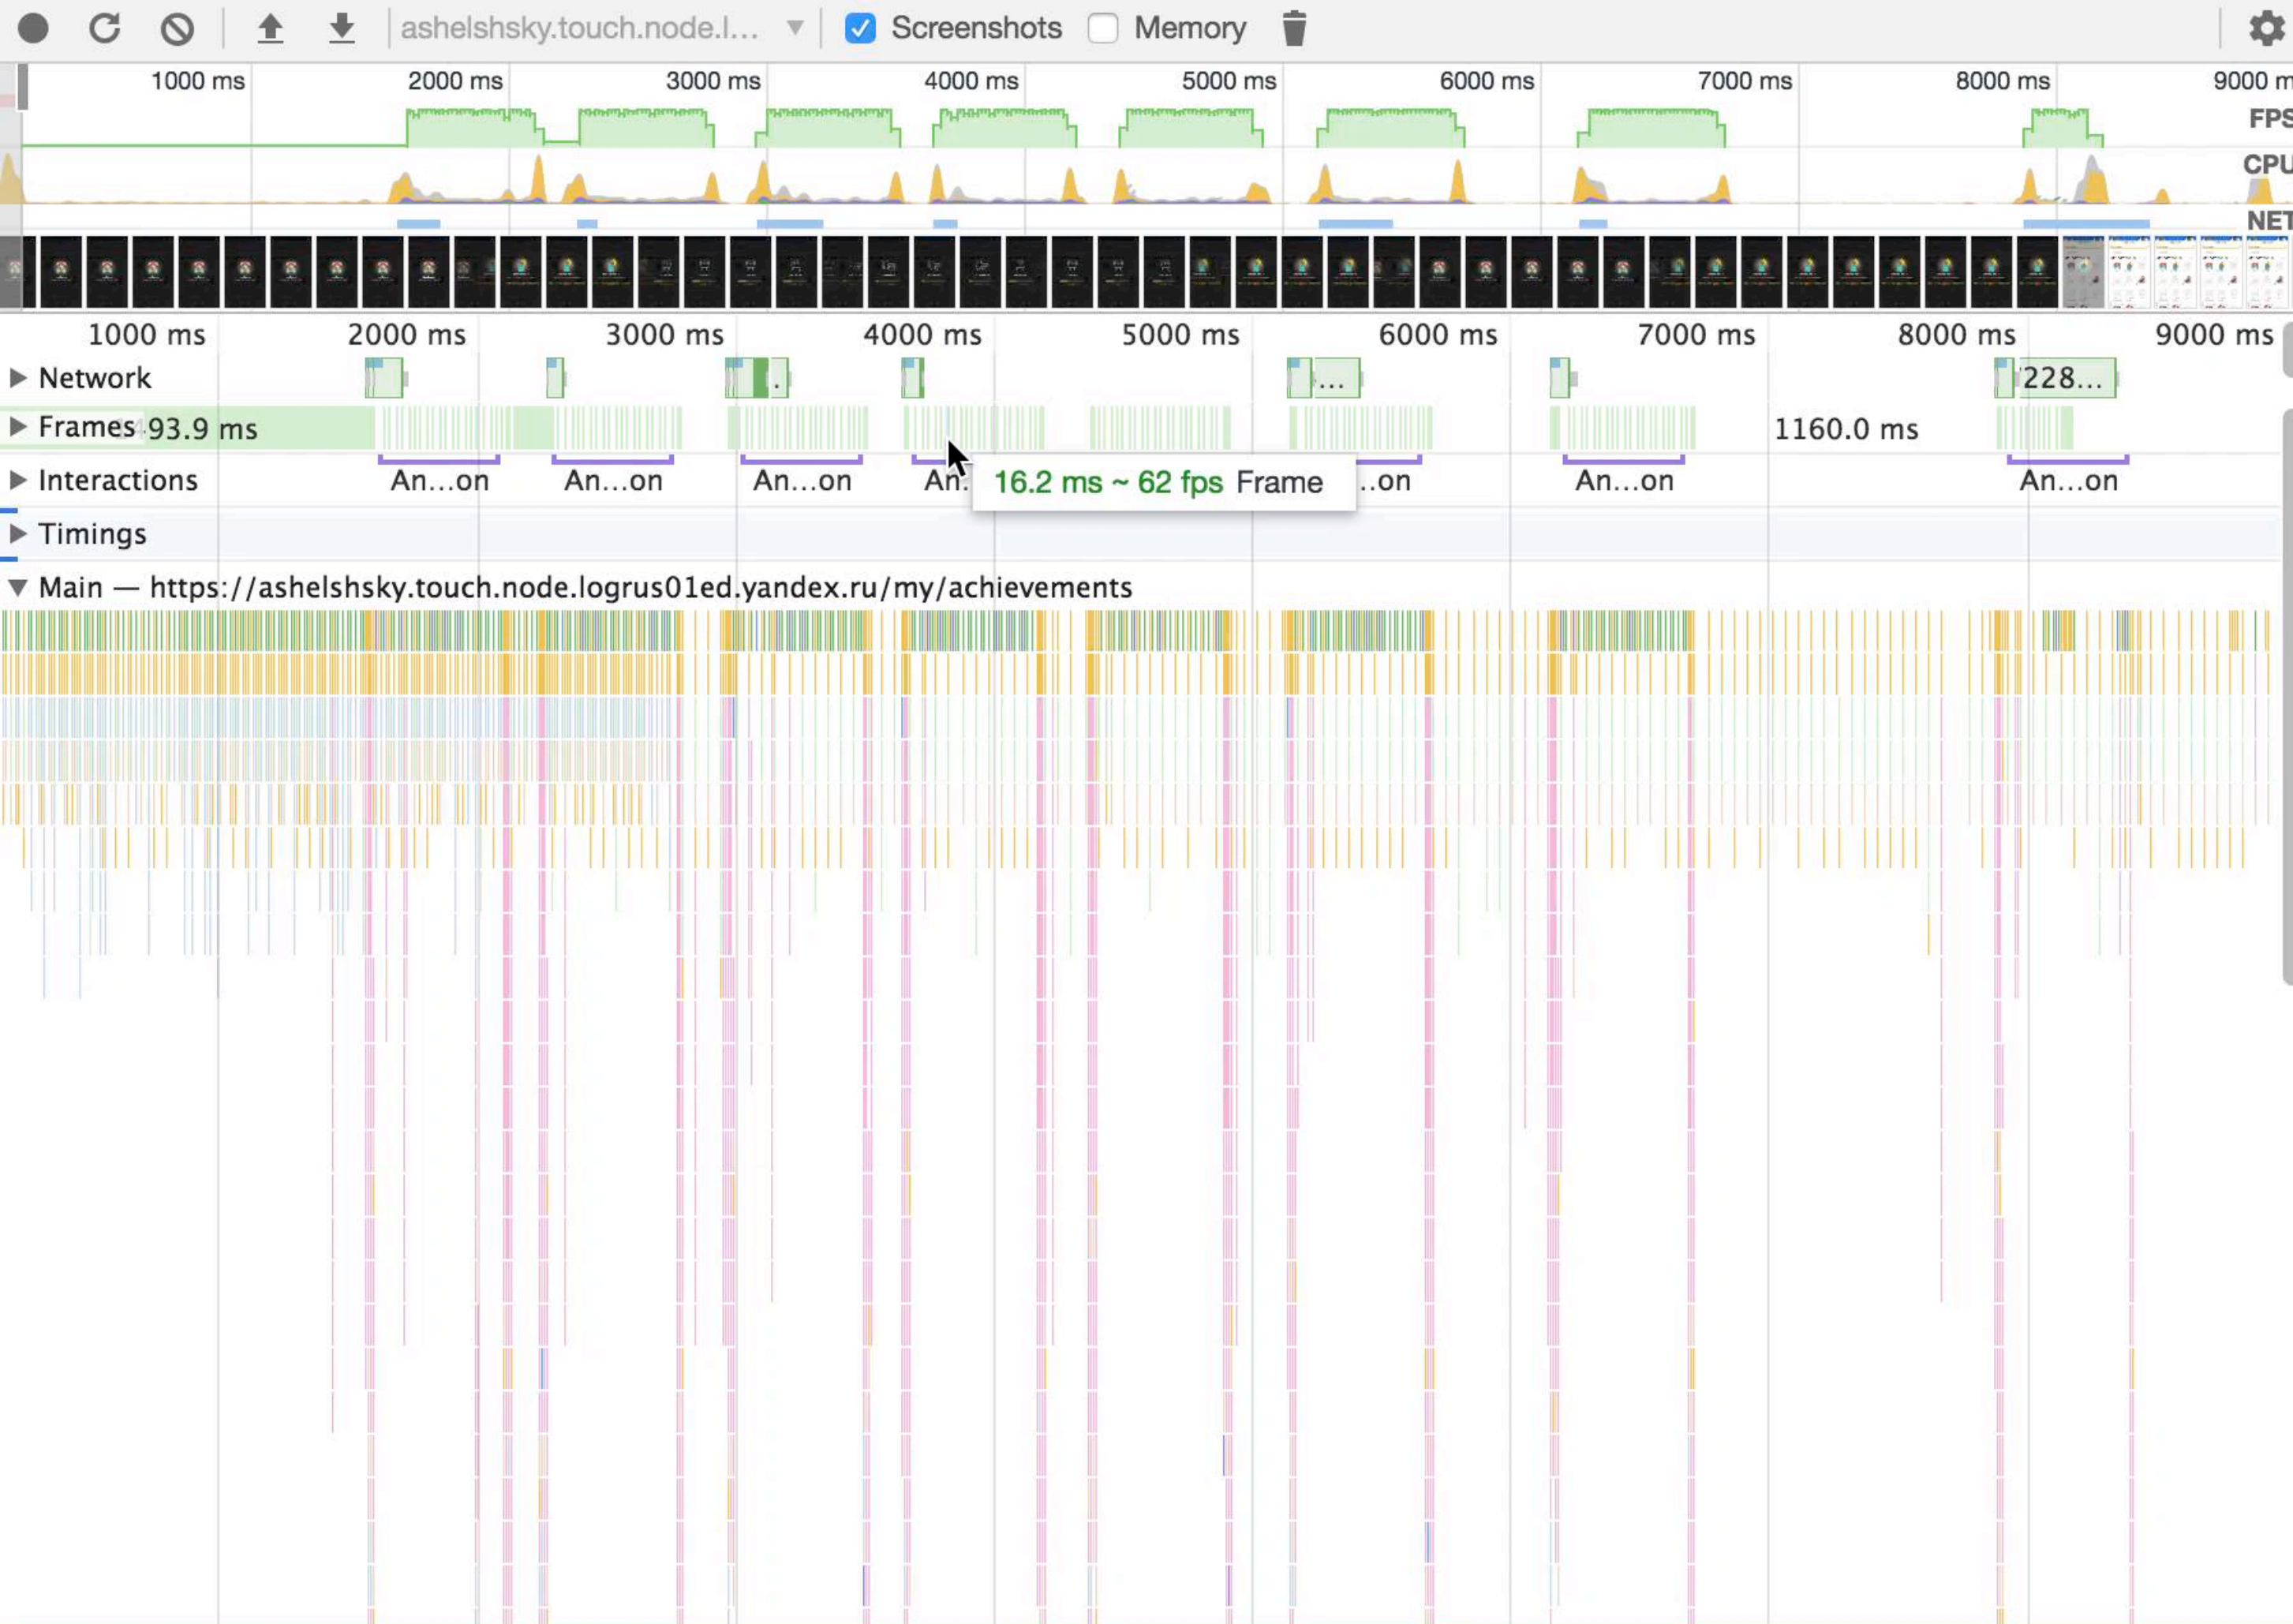 ashelshsky.touch.node.l... Screenshots Memory
1000 ms 2000 ms 3000 ms 4000 ms 5000 ms 6000 ms 7000 ms 8000 ms 9000 m
FPS
CPU
NET
1000 ms 2000 ms 3000 ms 4000 ms 5000 ms 6000 ms 7000 ms 8000 ms 9000 ms
Network . ... 228...
Frames 93.9 ms 1160.0 ms
Interactions An...on An...on An...on An. ..on An...on An...on
16.2 ms ~ 62 fps Frame
Timings
Main — https://ashelshsky.touch.node.logrus01ed.yandex.ru/my/achievements